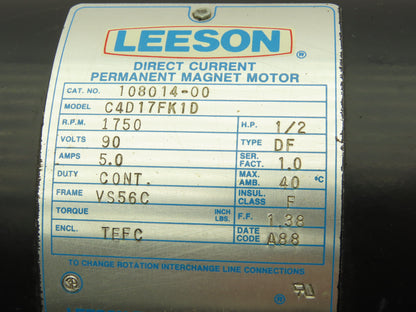 LEESON ®
DIRECT CURRENT
PERMANENT MAGNET MOTOR
CAT. NO. 108014-00
MODEL C4D17FK1D
R.P.M. 1750 H.P. 1/2
VOLTS 90 TYPE DF
AMPS 5.0 SER. FACT. 1.0
DUTY CONT. MAX. AMB. 40 °C
FRAME VS56C INSUL. CLASS F
TORQUE INCH LBS. F.F. 1.38
ENCL. TEFC DATE CODE A88
TO CHANGE ROTATION INTERCHANGE LINE CONNECTIONS
®